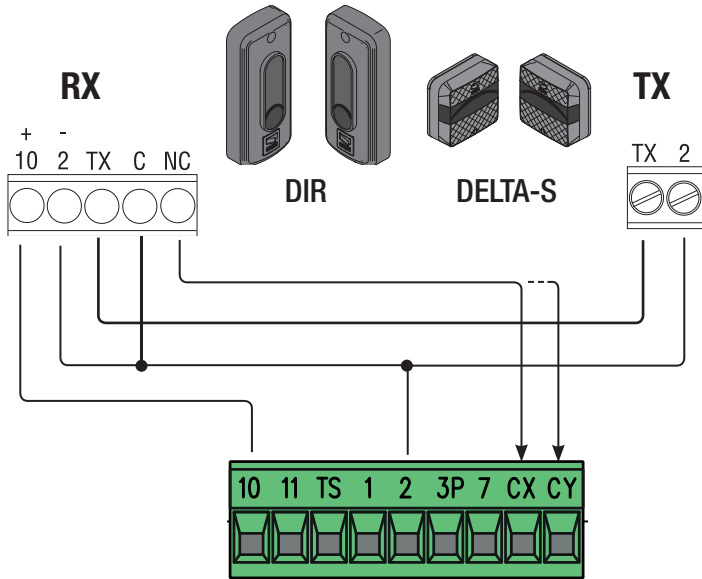 RX
TX
+ -
10 2 TX C NC
TX 2
DIR
DELTA-S
10 11 TS 1 2 3P 7 CX CY